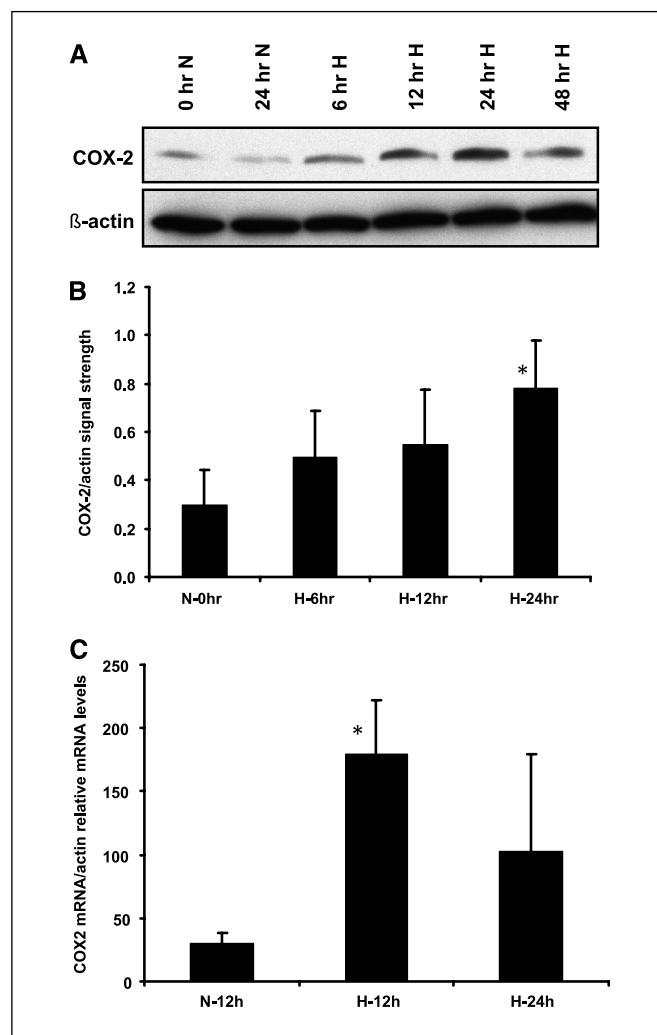 A
0 hr N
24 hr N
6 hr H
12 hr H
24 hr H
48 hr H
COX-2
ß-actin
B
COX-2/actin signal strength
1.2
1.0
0.8
0.6
0.4
0.2
0.0
*
N-0hr
H-6hr
H-12hr
H-24hr
C
COX2 mRNA/actin relative mRNA levels
250
200
150
100
50
0
*
N-12h
H-12h
H-24h